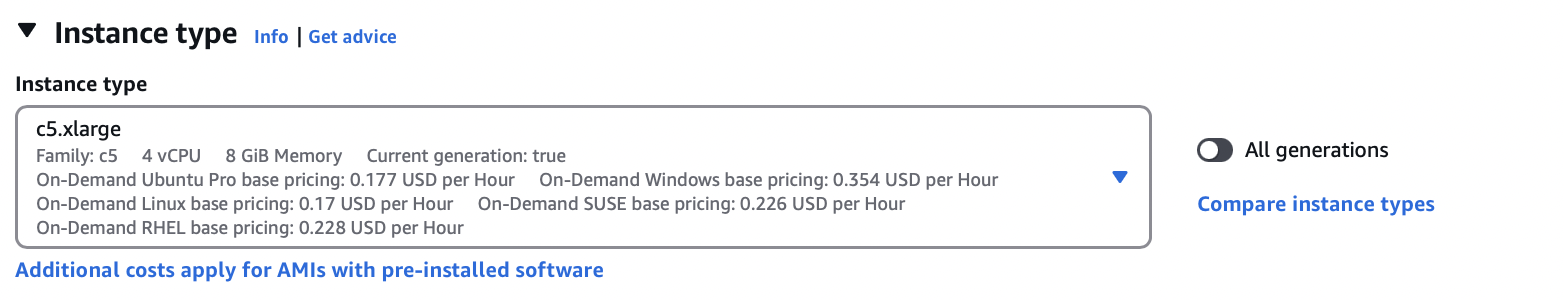 Instance type Info | Get advice
Instance type
c5.xlarge
Family: c5 4 vCPU 8 GiB Memory Current generation: true
On-Demand Ubuntu Pro base pricing: 0.177 USD per Hour On-Demand Windows base pricing: 0.354 USD per Hour
On-Demand Linux base pricing: 0.17 USD per Hour On-Demand SUSE base pricing: 0.226 USD per Hour
On-Demand RHEL base pricing: 0.228 USD per Hour
All generations
Compare instance types
Additional costs apply for AMIs with pre-installed software